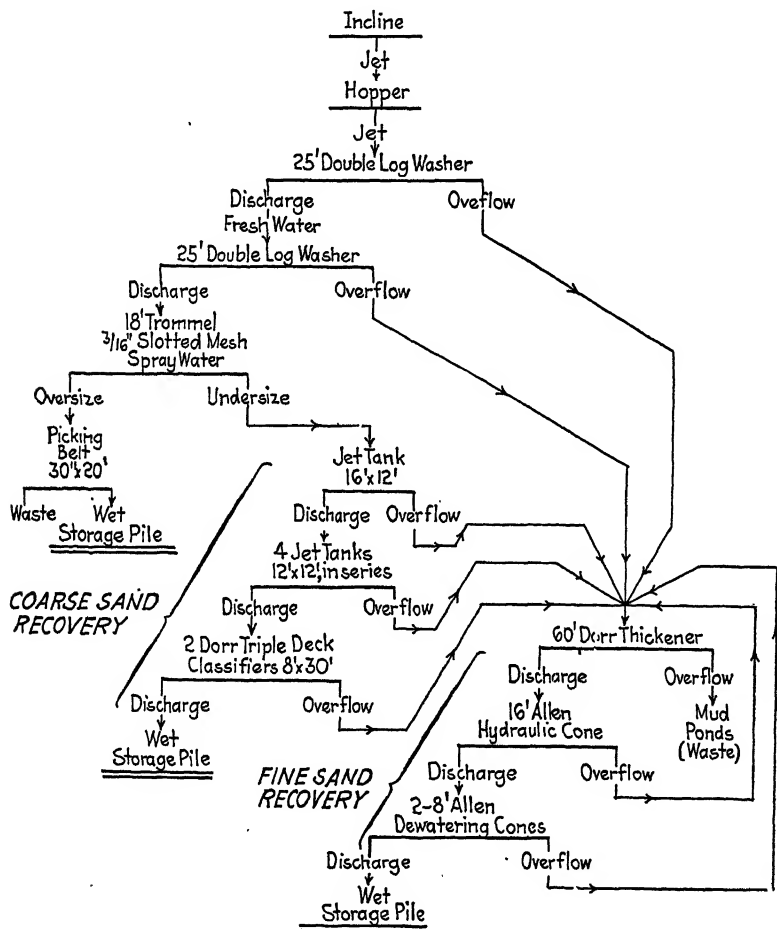 Incline
Jet
Hopper
Jet
25' Double Log Washer
Discharge
Fresh Water
Oveflow
25' Double Log Washer
Discharge
Overflow
18' Trommel
3/16" Slotted Mesh
Spray Water
Oversize
Undersize
Picking
Belt
30'x20'
Jet Tank
16'x12'
Waste
Wet
Storage Pile
Discharge
Overflow
4 Jet Tanks
12'x12', in series
COARSE SAND
RECOVERY
Discharge
Overflow
2 Dorr Triple Deck
Classifiers 8'x30'
60' Dorr Thickener
Discharge
Overflow
Discharge
Overflow
Wet
Storage Pile
16' Allen
Hydraulic Cone
Mud
Ponds
(Waste)
FINE SAND
RECOVERY
Discharge
Overflow
2-8' Allen
Dewatering Cones
Discharge
Overflow
Wet
Storage Pile